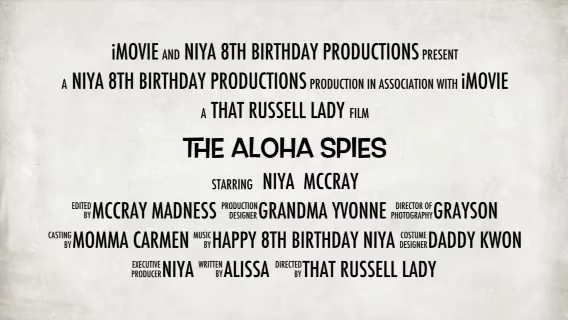 iMOVIE AND NIYA 8TH BIRTHDAY PRODUCTIONS PRESENT
A NIYA 8TH BIRTHDAY PRODUCTIONS PRODUCTION IN ASSOCIATION WITH iMOVIE
A THAT RUSSELL LADY FILM
THE ALOHA SPIES
STARRING NIYA MCCRAY
EDITED BY MCCRAY MADNESS PRODUCTION DESIGNER GRANDMA YVONNE DIRECTOR OF PHOTOGRAPHY GRAYSON
CASTING BY MOMMA CARMEN MUSIC BY HAPPY 8TH BIRTHDAY NIYA COSTUME DESIGNER DADDY KWON
EXECUTIVE PRODUCER NIYA WRITTEN BY ALISSA DIRECTED BY THAT RUSSELL LADY